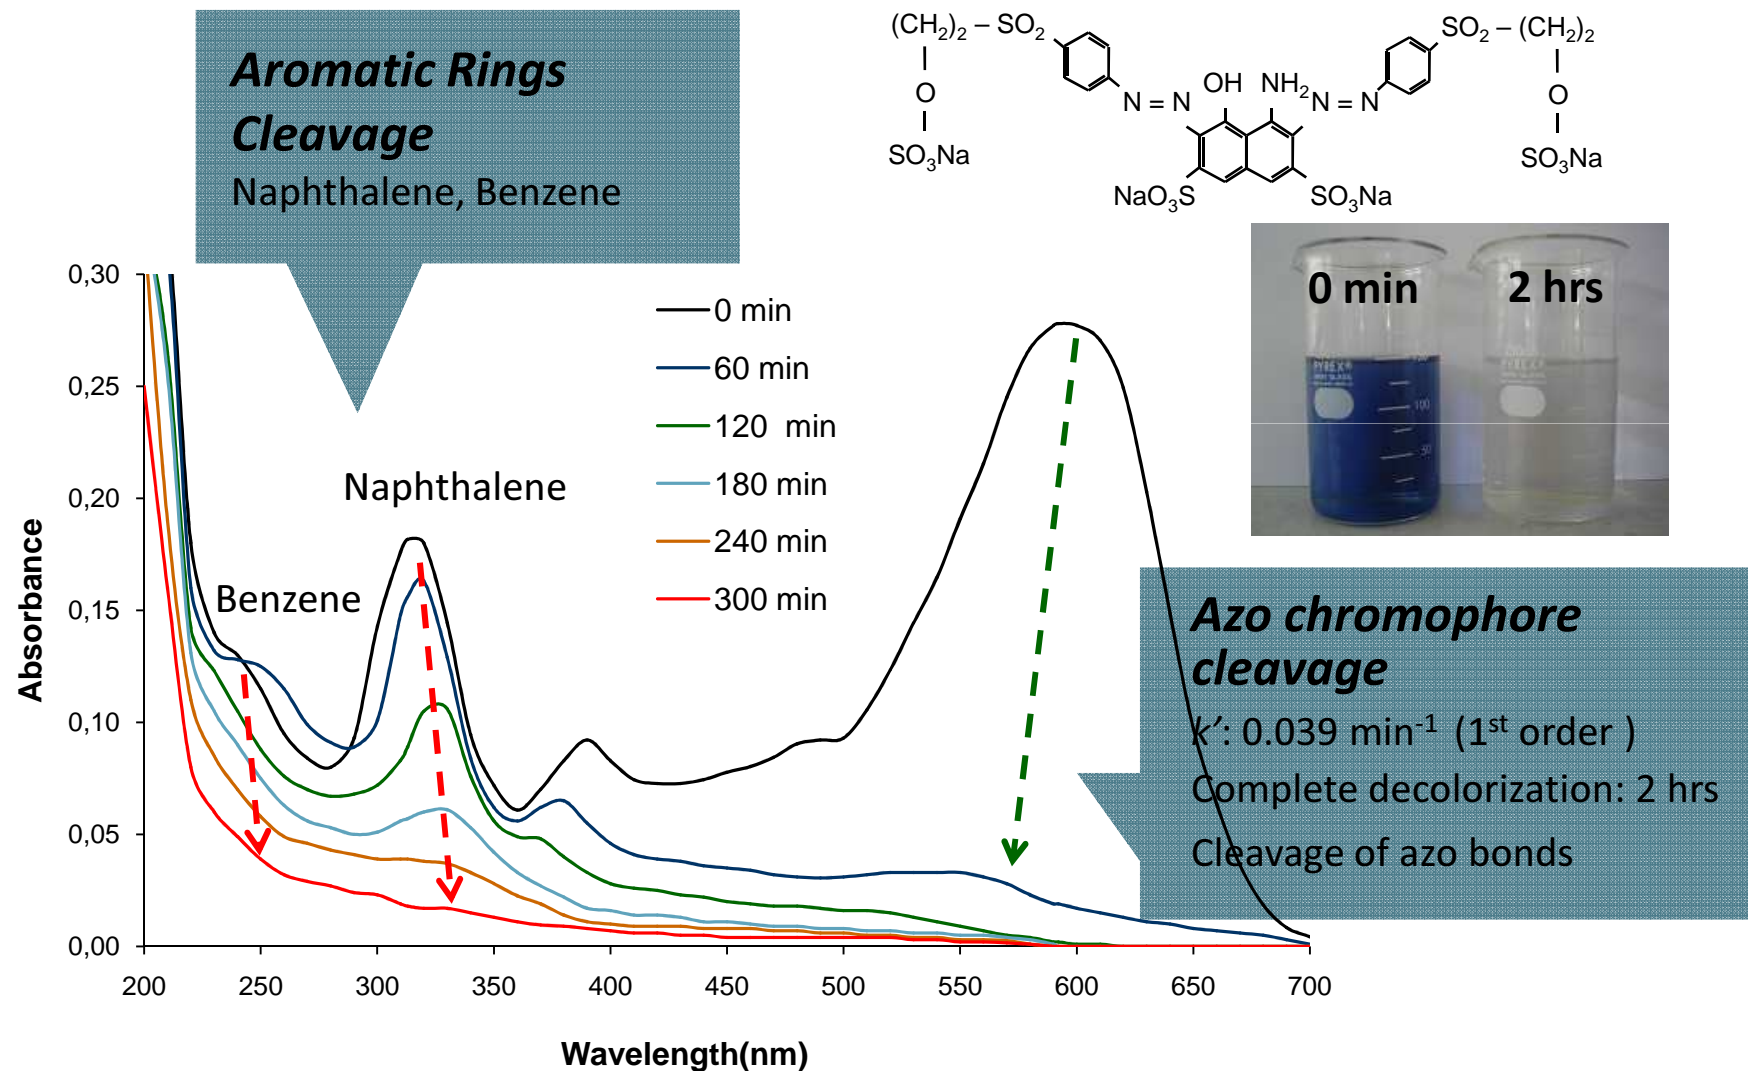 Aromatic Rings
Cleavage
Naphthalene, Benzene
(CH2)2 – SO2
SO2 – (CH2)2
O
O
SO3Na
SO3Na
N = N
OH
NH2
N = N
NaO3S
SO3Na
0 min
2 hrs
PYREX®
PYREX®
100
50
0,30
0,25
0,20
0,15
0,10
0,05
0,00
Absorbance
0 min
60 min
120 min
180 min
240 min
300 min
Naphthalene
Benzene
Azo chromophore
cleavage
k’: 0.039 min-1 (1st order )
Complete decolorization: 2 hrs
Cleavage of azo bonds
200 250 300 350 400 450 500 550 600 650 700
Wavelength(nm)